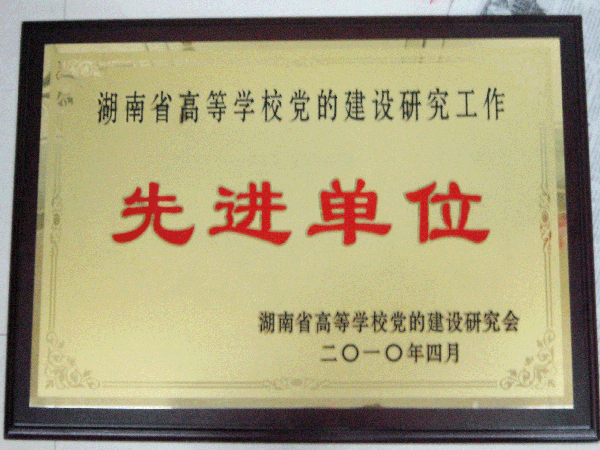 湖南省高等学校党的建设研究工作
先进单位
湖南省高等学校党的建设研究会
二〇一〇年四月